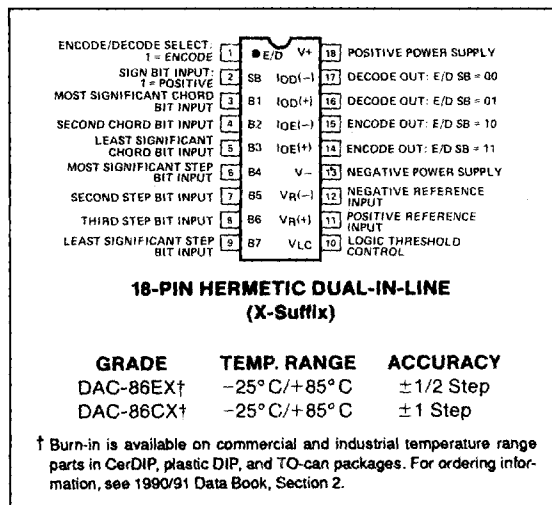 ENCODE/DECODE SELECT:
1 = ENCODE
SIGN BIT INPUT:
1 = POSITIVE
MOST SIGNIFICANT CHORD
BIT INPUT
SECOND CHORD BIT INPUT
LEAST SIGNIFICANT
CHORD BIT INPUT
MOST SIGNIFICANT STEP
BIT INPUT
SECOND STEP BIT INPUT
THIRD STEP BIT INPUT
LEAST SIGNIFICANT STEP
BIT INPUT
1 E/D V+ 18 POSITIVE POWER SUPPLY
2 SB IOD(−) 17 DECODE OUT: E/D SB = 00
3 B1 IOD(+) 16 DECODE OUT: E/D SB = 01
4 B2 IOE(−) 15 ENCODE OUT: E/D SB = 10
5 B3 IOE(+) 14 ENCODE OUT: E/D SB = 11
6 B4 V− 13 NEGATIVE POWER SUPPLY
7 B5 VR(−) 12 NEGATIVE REFERENCE
INPUT
8 B6 VR(+) 11 POSITIVE REFERENCE
INPUT
9 B7 VLC 10 LOGIC THRESHOLD
CONTROL
18-PIN HERMETIC DUAL-IN-LINE
(X-Suffix)
GRADE TEMP. RANGE ACCURACY
DAC-86EX† −25°C/+85°C ±1/2 Step
DAC-86CX† −25°C/+85°C ±1 Step
† Burn-in is available on commercial and industrial temperature range
parts in CerDIP, plastic DIP, and TO-can packages. For ordering infor-
mation, see 1990/91 Data Book, Section 2.